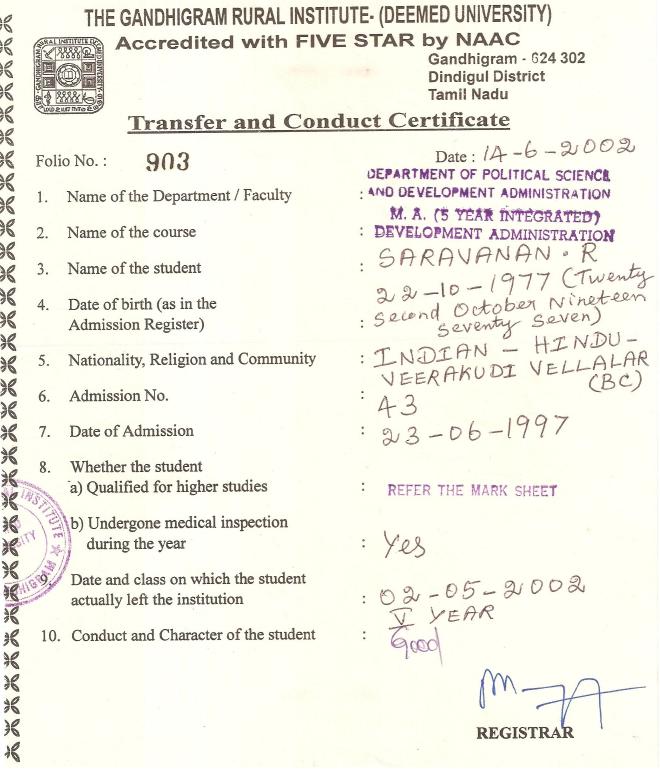 THE GANDHIGRAM RURAL INSTITUTE- (DEEMED UNIVERSITY)
Accredited with FIVE STAR by NAAC
Gandhigram - 624 302
Dindigul District
Tamil Nadu
Transfer and Conduct Certificate
Folio No. : 903
Date : 14-6-2002
1. Name of the Department / Faculty : DEPARTMENT OF POLITICAL SCIENCE
AND DEVELOPMENT ADMINISTRATION
2. Name of the course : M. A. (5 YEAR INTEGRATED)
DEVELOPMENT ADMINISTRATION
3. Name of the student : SARAVANAN . R
4. Date of birth (as in the
Admission Register) : 22-10-1977 (Twenty
Second October Nineteen
Seventy Seven)
5. Nationality, Religion and Community : INDIAN - HINDU -
VEERAKUDI VELLALAR
(BC)
6. Admission No. : 43
7. Date of Admission : 23-06-1997
8. Whether the student
a) Qualified for higher studies : REFER THE MARK SHEET
b) Undergone medical inspection
during the year : Yes
9. Date and class on which the student
actually left the institution : 02-05-2002
V YEAR
10. Conduct and Character of the student : Good
REGISTRAR